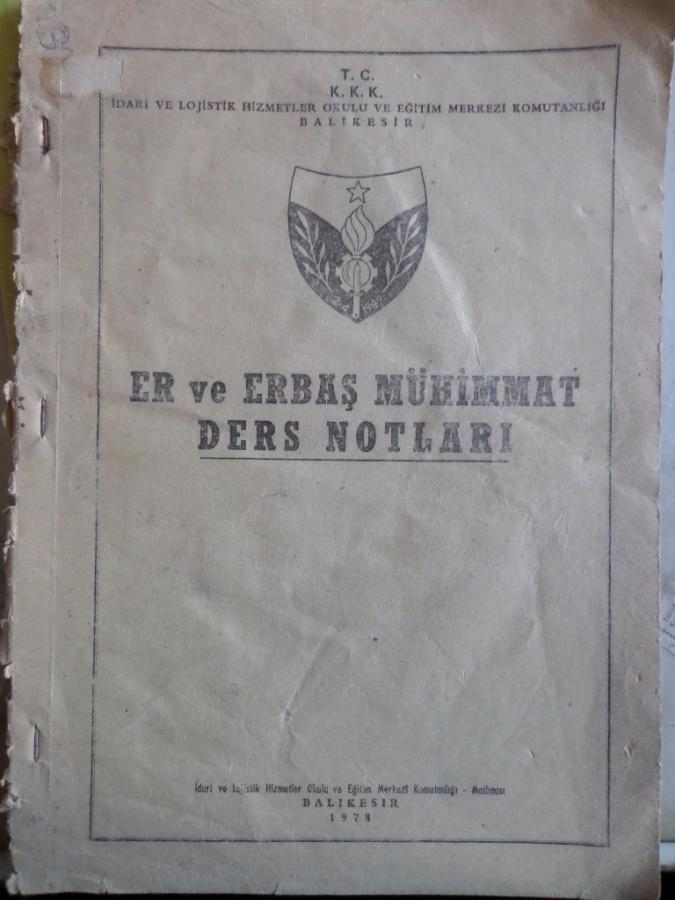 T. C.
K. K. K.
İDARİ VE LOJİSTİK HİZMETLER OKULU VE EĞİTİM MERKEZİ KOMUTANLIĞI
BALIKESİR
1949
ER ve ERBAŞ MÜHİMMAT
DERS NOTLARI
İdari ve Lojistik Hizmetler Okulu ve Eğitim Merkezi Komutanlığı - Matbaası
BALIKESİR
1978